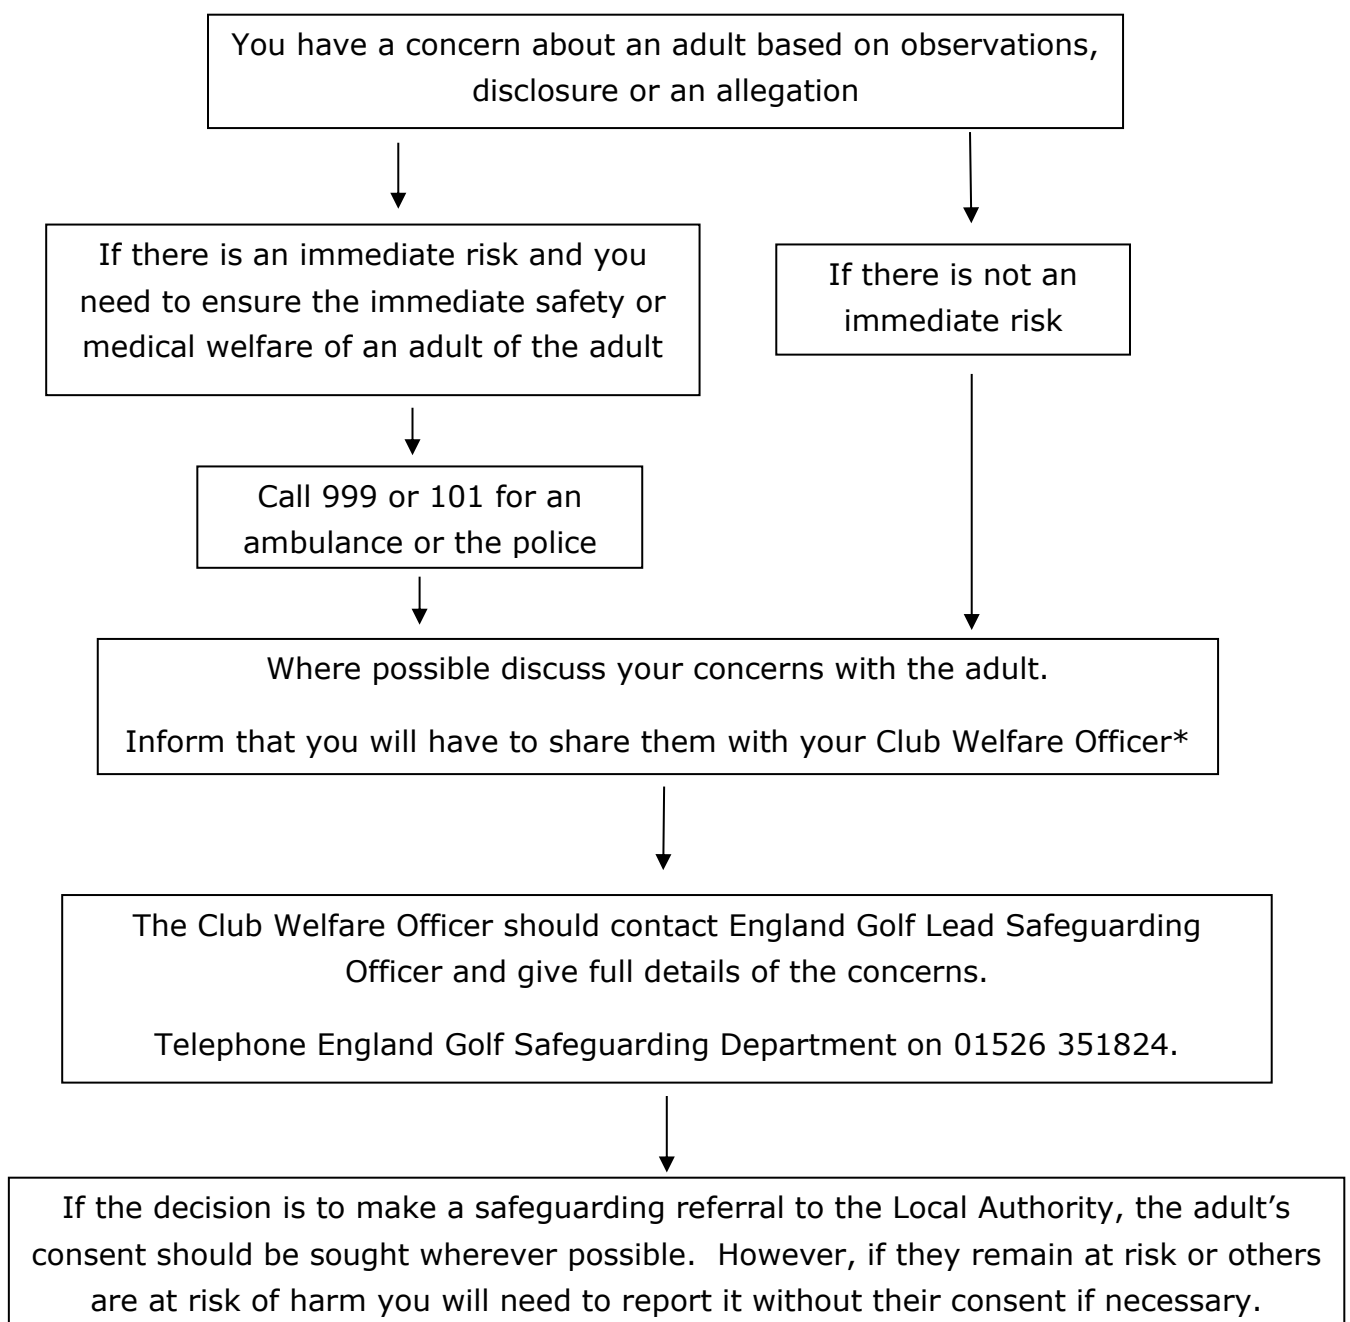 You have a concern about an adult based on observations,
disclosure or an allegation
If there is an immediate risk and you
need to ensure the immediate safety or
medical welfare of an adult of the adult
If there is not an
immediate risk
Call 999 or 101 for an
ambulance or the police
Where possible discuss your concerns with the adult.
Inform that you will have to share them with your Club Welfare Officer*
The Club Welfare Officer should contact England Golf Lead Safeguarding
Officer and give full details of the concerns.
Telephone England Golf Safeguarding Department on 01526 351824.
If the decision is to make a safeguarding referral to the Local Authority, the adult’s
consent should be sought wherever possible.  However, if they remain at risk or others
are at risk of harm you will need to report it without their consent if necessary.